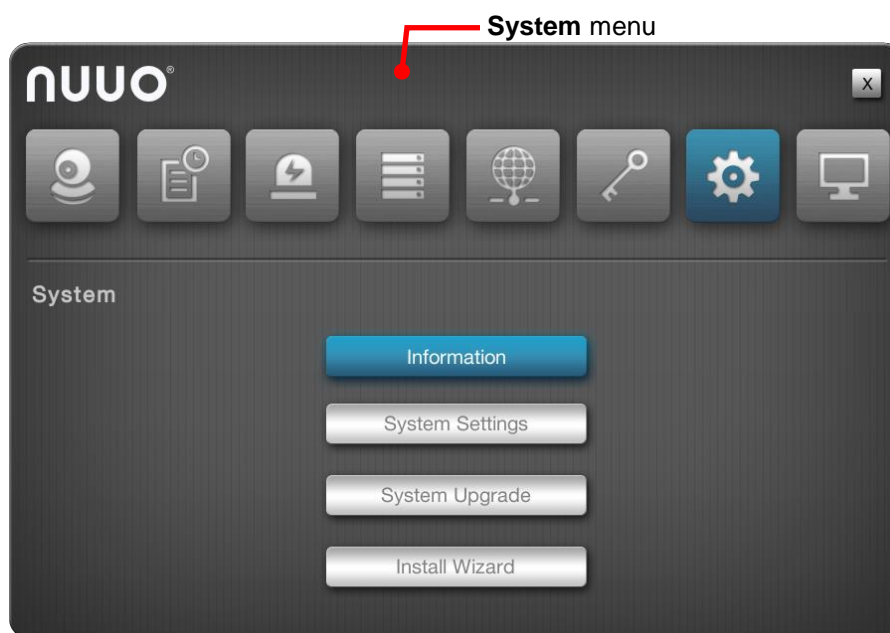 System menu
nuuo®
X
System
Information
System Settings
System Upgrade
Install Wizard